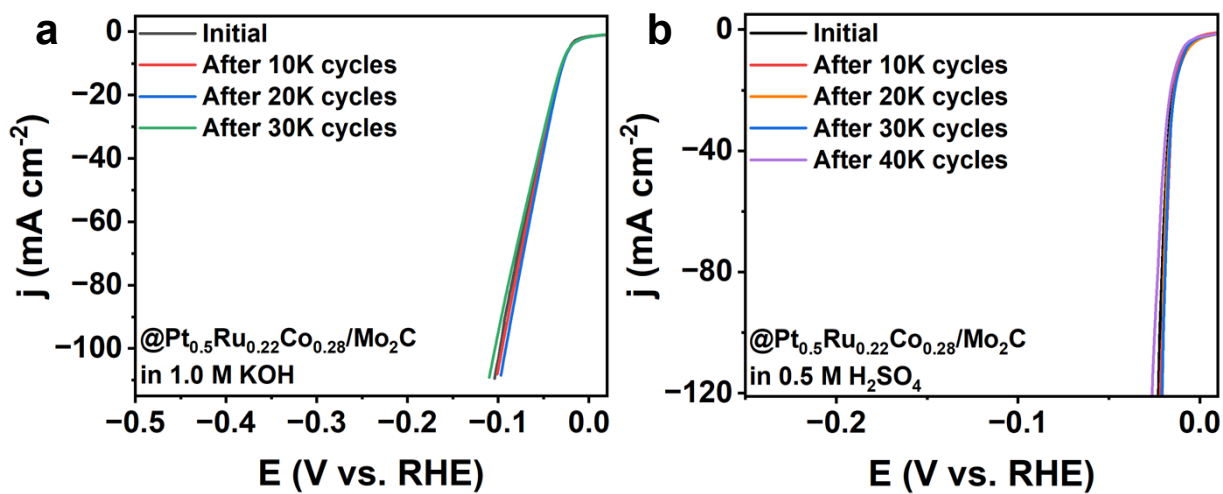 a
0
−20
−40
−60
−80
−100
j (mA cm⁻²)
Initial
After 10K cycles
After 20K cycles
After 30K cycles
@Pt₀.₅Ru₀.₂₂Co₀.₂₈/Mo₂C
in 1.0 M KOH
−0.5 −0.4 −0.3 −0.2 −0.1 0.0
E (V vs. RHE)
b
0
−40
−80
−120
j (mA cm⁻²)
Initial
After 10K cycles
After 20K cycles
After 30K cycles
After 40K cycles
@Pt₀.₅Ru₀.₂₂Co₀.₂₈/Mo₂C
in 0.5 M H₂SO₄
−0.2 −0.1 0.0
E (V vs. RHE)